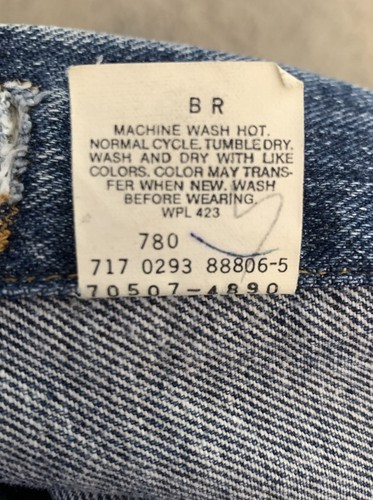 BR
MACHINE WASH HOT.
NORMAL CYCLE. TUMBLE DRY.
WASH AND DRY WITH LIKE
COLORS. COLOR MAY TRANS-
FER WHEN NEW. WASH
BEFORE WEARING.
WPL 423
780
717 0293 88806-5
70507-4890